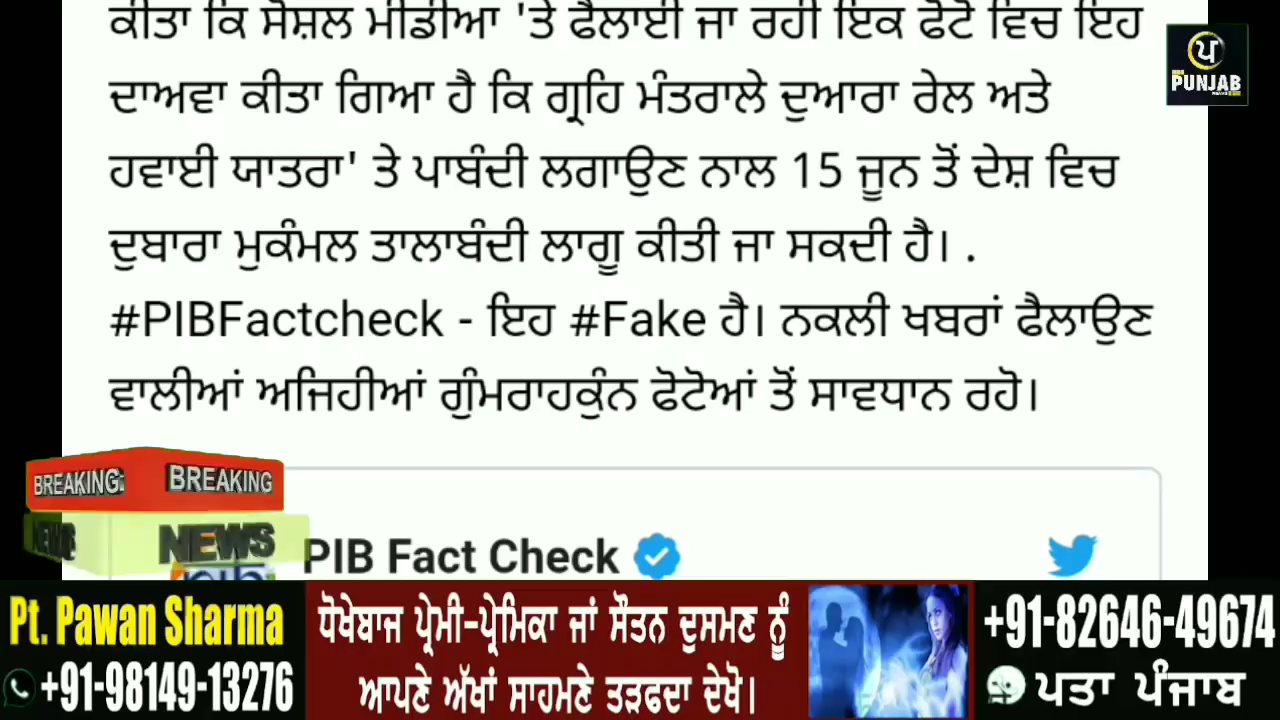 ਕੀਤਾ ਕਿ ਸੋਸ਼ਲ ਮੀਡੀਆ 'ਤੇ ਫੈਲਾਈ ਜਾ ਰਹੀ ਇਕ ਫੋਟੋ ਵਿਚ ਇਹ
ਦਾਅਵਾ ਕੀਤਾ ਗਿਆ ਹੈ ਕਿ ਗ੍ਰਹਿ ਮੰਤਰਾਲੇ ਦੁਆਰਾ ਰੇਲ ਅਤੇ
ਹਵਾਈ ਯਾਤਰਾ' ਤੇ ਪਾਬੰਦੀ ਲਗਾਉਣ ਨਾਲ 15 ਜੂਨ ਤੋਂ ਦੇਸ਼ ਵਿਚ
ਦੁਬਾਰਾ ਮੁਕੰਮਲ ਤਾਲਾਬੰਦੀ ਲਾਗੂ ਕੀਤੀ ਜਾ ਸਕਦੀ ਹੈ। .
#PIBFactcheck - ਇਹ #Fake ਹੈ। ਨਕਲੀ ਖਬਰਾਂ ਫੈਲਾਉਣ
ਵਾਲੀਆਂ ਅਜਿਹੀਆਂ ਗੁੰਮਰਾਹਕੁੰਨ ਫੋਟੋਆਂ ਤੋਂ ਸਾਵਧਾਨ ਰਹੋ।
ਪ
PUNJAB
BREAKING BREAKING
NEWS NEWS
PIB Fact Check
Pt. Pawan Sharma
+91-98149-13276
ਧੋਖੇਬਾਜ ਪ੍ਰੇਮੀ-ਪ੍ਰੇਮਿਕਾ ਜਾਂ ਸੌਤਨ ਦੁਸਮਣ ਨੂੰ
ਆਪਣੇ ਅੱਖਾਂ ਸਾਹਮਣੇ ਤੜਫਦਾ ਦੇਖੋ।
+91-82646-49674
ਪਤਾ ਪੰਜਾਬ